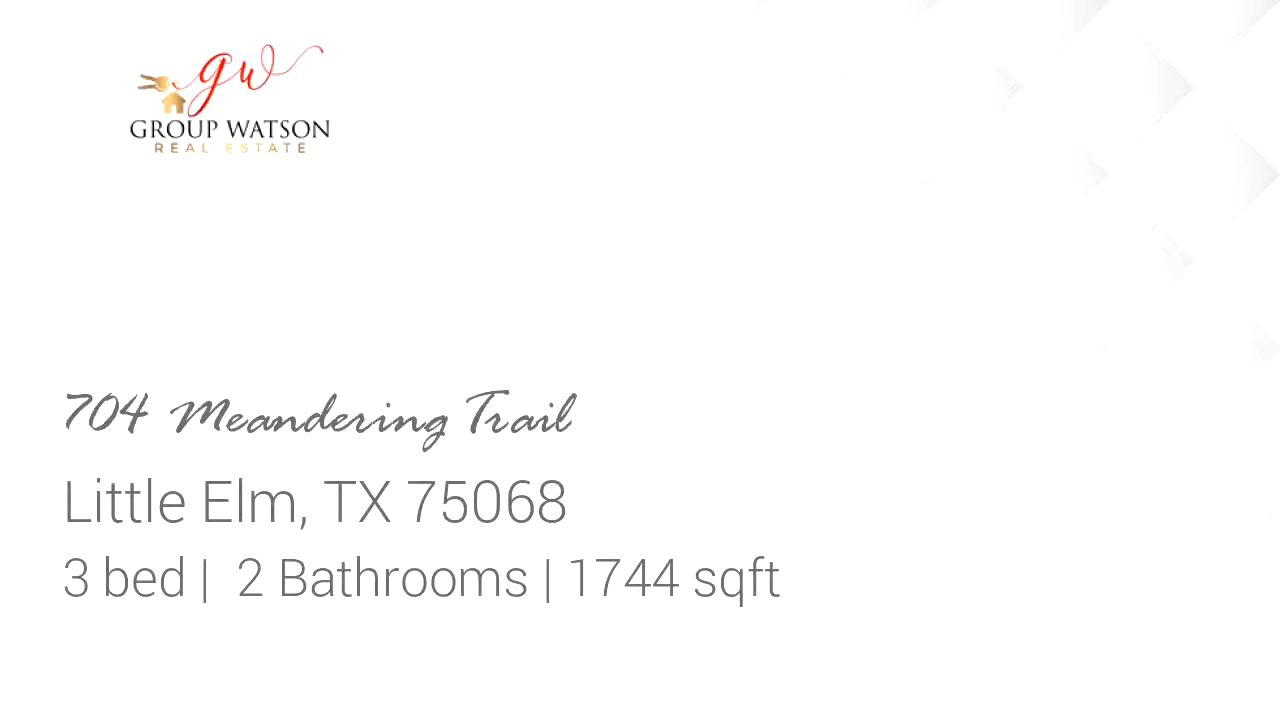 gw
GROUP WATSON
REAL ESTATE
704 Meandering Trail
Little Elm, TX 75068
3 bed | 2 Bathrooms | 1744 sqft